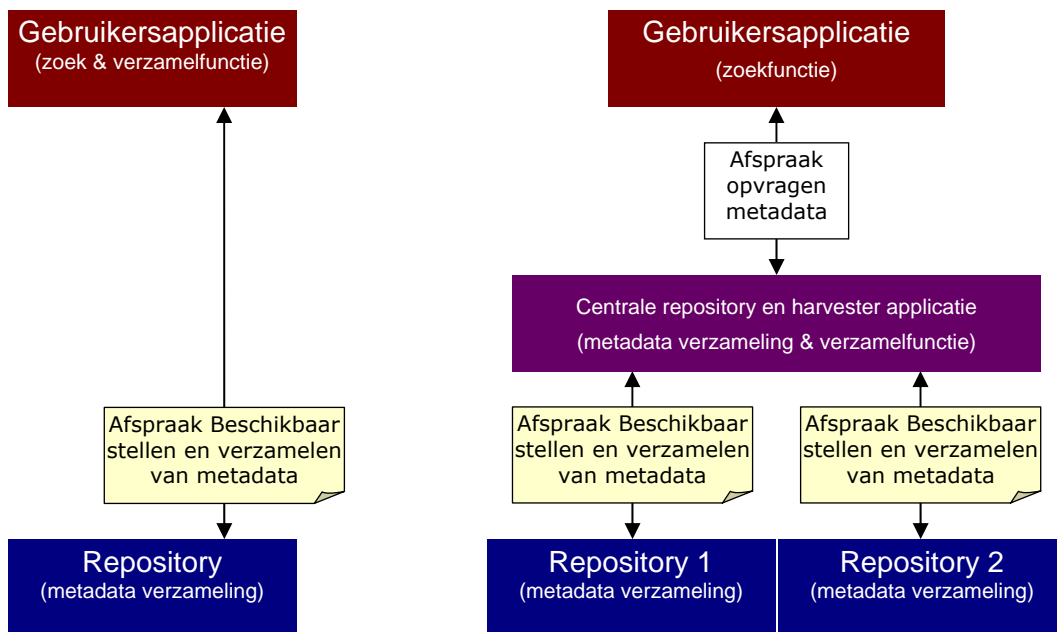 Gebruikersapplicatie
(zoek & verzamelfunctie)
Afspraak Beschikbaar
stellen en verzamelen
van metadata
Repository
(metadata verzameling)
Gebruikersapplicatie
(zoekfunctie)
Afspraak
opvragen
metadata
Centrale repository en harvester applicatie
(metadata verzameling & verzamelfunctie)
Afspraak Beschikbaar
stellen en verzamelen
van metadata
Afspraak Beschikbaar
stellen en verzamelen
van metadata
Repository 1
(metadata verzameling)
Repository 2
(metadata verzameling)